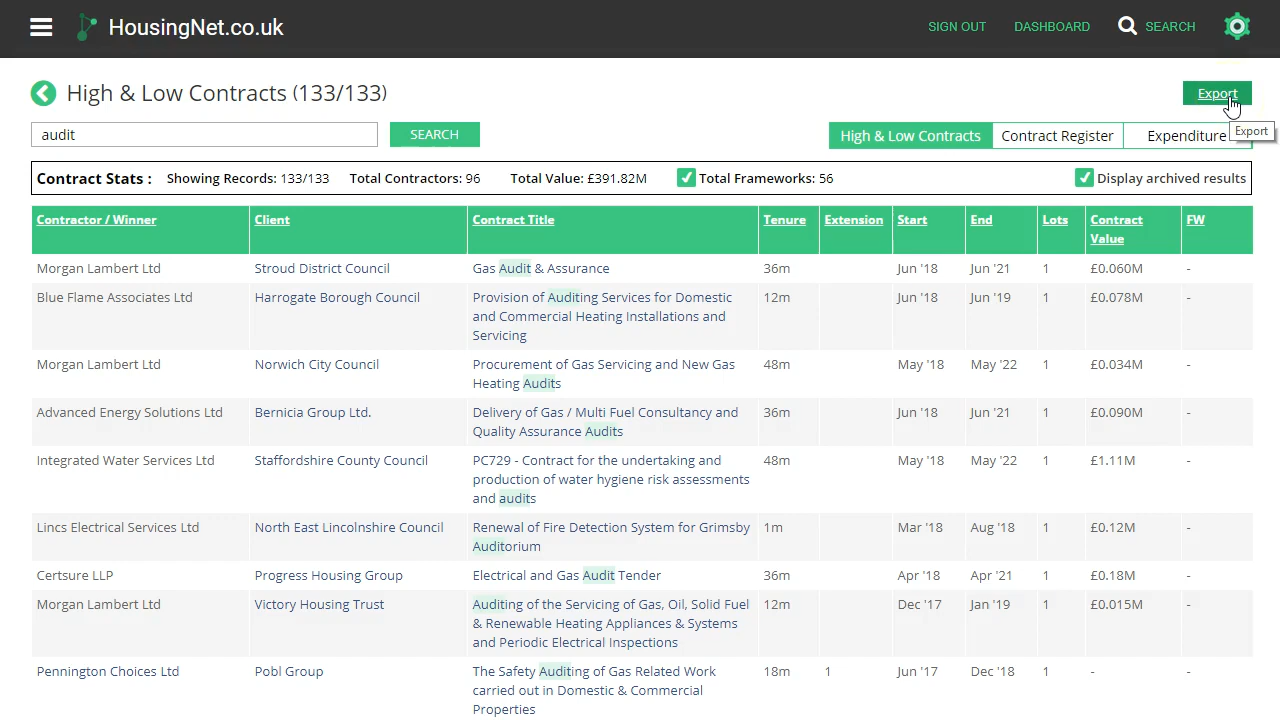 HousingNet.co.uk
SIGN OUT DASHBOARD SEARCH
High & Low Contracts (133/133)
Export
audit SEARCH
High & Low Contracts Contract Register Expenditure
Export
Contract Stats : Showing Records: 133/133 Total Contractors: 96 Total Value: £391.82M Total Frameworks: 56 Display archived results
Contractor / Winner Client Contract Title Tenure Extension Start End Lots Contract Value FW
Morgan Lambert Ltd Stroud District Council Gas Audit & Assurance 36m Jun '18 Jun '21 1 £0.060M -
Blue Flame Associates Ltd Harrogate Borough Council Provision of Auditing Services for Domestic 12m Jun '18 Jun '19 1 £0.078M -
and Commercial Heating Installations and
Servicing
Morgan Lambert Ltd Norwich City Council Procurement of Gas Servicing and New Gas 48m May '18 May '22 1 £0.034M -
Heating Audits
Advanced Energy Solutions Ltd Bernicia Group Ltd. Delivery of Gas / Multi Fuel Consultancy and 36m Jun '18 Jun '21 1 £0.090M -
Quality Assurance Audits
Integrated Water Services Ltd Staffordshire County Council PC729 - Contract for the undertaking and 48m May '18 May '22 1 £1.11M -
production of water hygiene risk assessments
and audits
Lincs Electrical Services Ltd North East Lincolnshire Council Renewal of Fire Detection System for Grimsby 1m Mar '18 Aug '18 1 £0.12M -
Auditorium
Certsure LLP Progress Housing Group Electrical and Gas Audit Tender 36m Apr '18 Apr '21 1 £0.18M -
Morgan Lambert Ltd Victory Housing Trust Auditing of the Servicing of Gas, Oil, Solid Fuel 12m Dec '17 Jan '19 1 £0.015M -
& Renewable Heating Appliances & Systems
and Periodic Electrical Inspections
Pennington Choices Ltd Pobl Group The Safety Auditing of Gas Related Work 18m 1 Jun '17 Dec '18 1 - -
carried out in Domestic & Commercial
Properties